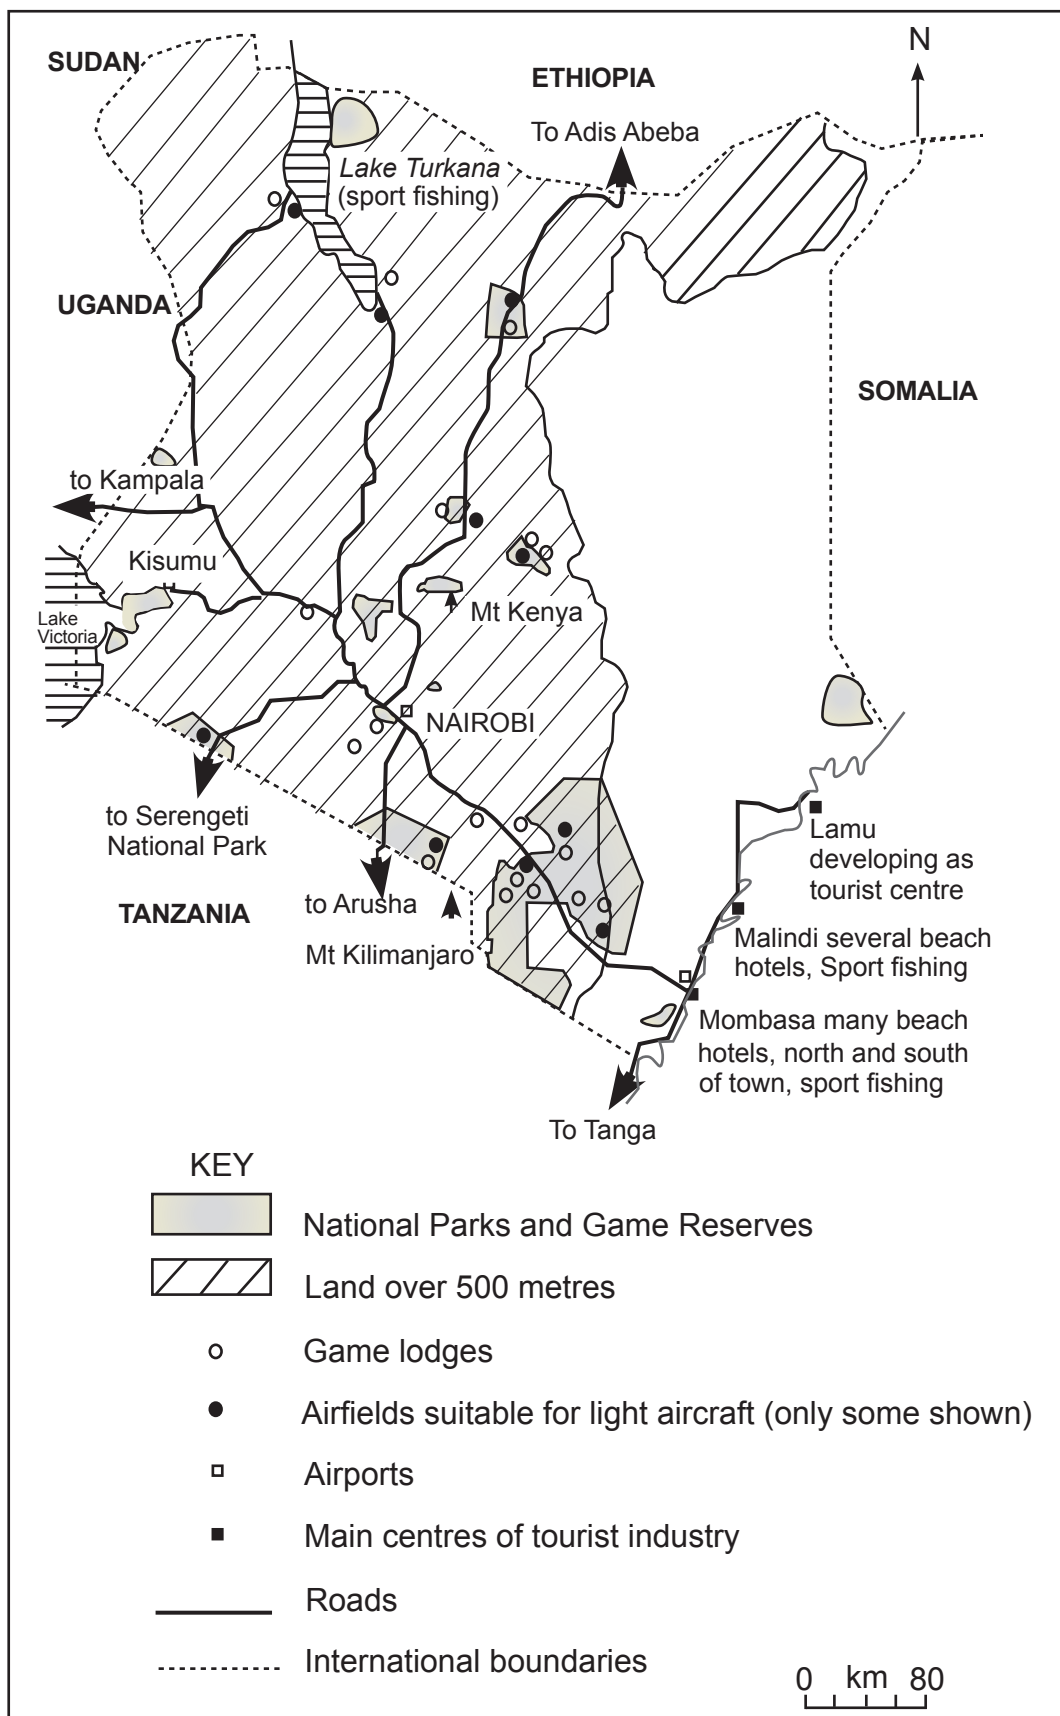 N
SUDAN
ETHIOPIA
To Adis Abeba
Lake Turkana
(sport fishing)
UGANDA
SOMALIA
to Kampala
Kisumu
Mt Kenya
Lake
Victoria
NAIROBI
to Serengeti
National Park
Lamu
developing as
tourist centre
TANZANIA
to Arusha
Mt Kilimanjaro
Malindi several beach
hotels, Sport fishing
Mombasa many beach
hotels, north and south
of town, sport fishing
To Tanga
KEY
National Parks and Game Reserves
Land over 500 metres
Game lodges
Airfields suitable for light aircraft (only some shown)
Airports
Main centres of tourist industry
Roads
International boundaries
0 km 80